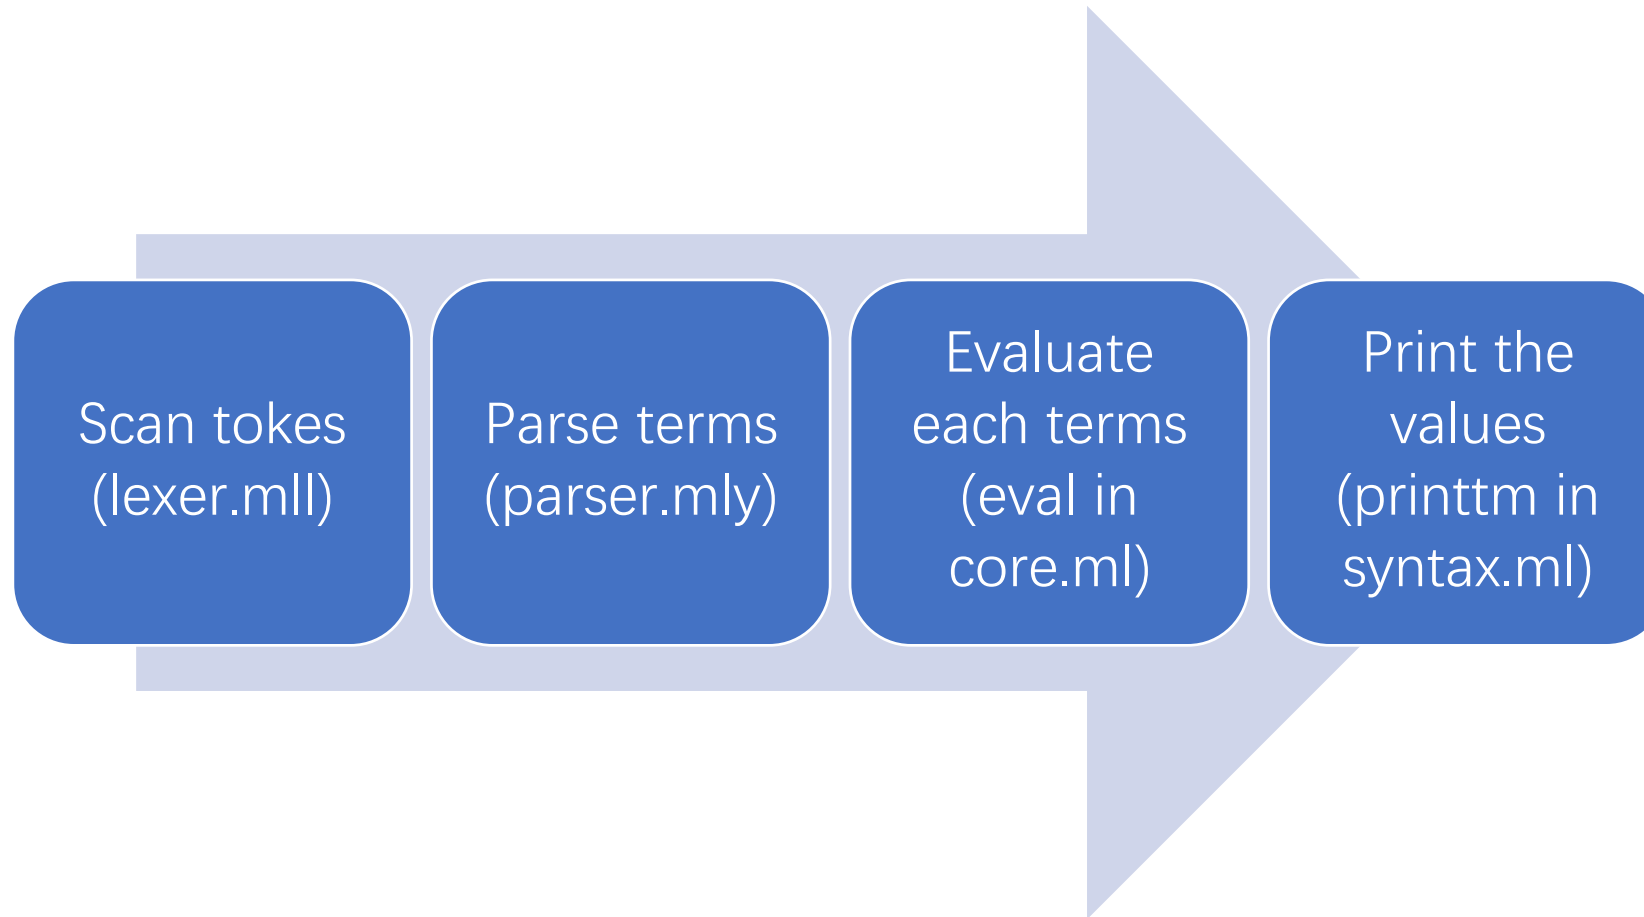 Scan tokes
(lexer.mll)
Parse terms
(parser.mly)
Evaluate
each terms
(eval in
core.ml)
Print the
values
(printtm in
syntax.ml)